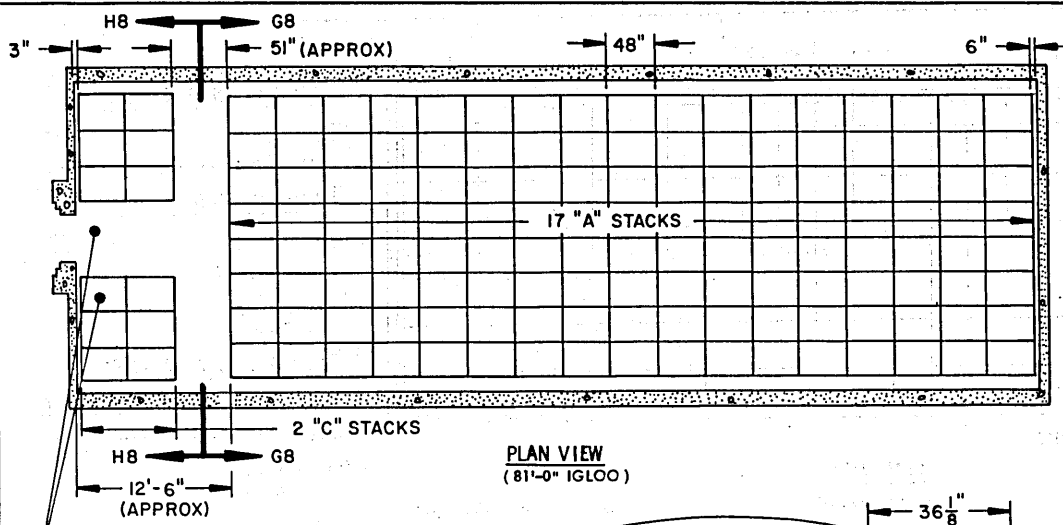 H8 G8
3" 51" (APPROX) 48" 6"
17 "A" STACKS
2 "C" STACKS
H8 G8
PLAN VIEW
(81'-0" IGLOO)
12'-6"
(APPROX)
36 1/8"